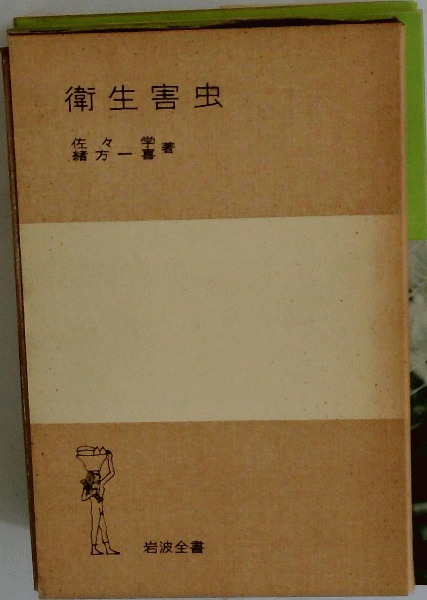 衛生害虫
佐々学
緒方一喜 著
岩波全書